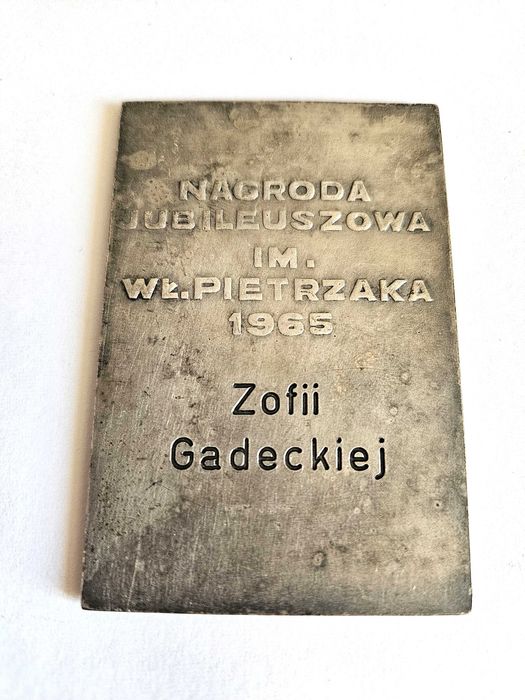 NAGRODA
JUBILEUSZOWA
IM.
WŁ.PIETRZAKA
1965
Zofii
Gadeckiej